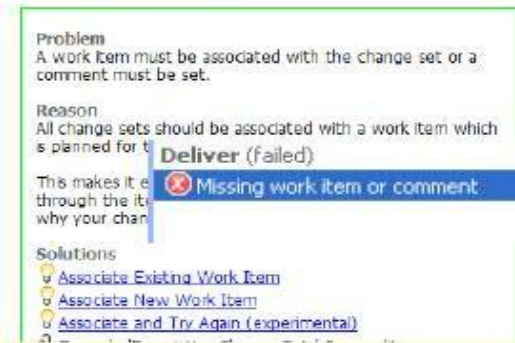 Problem
A work item must be associated with the change set or a
comment must be set.
Reason
All change sets should be associated with a work item which
is planned for t
Deliver (failed)
This makes it e
Missing work item or comment
through the ite
why your chan
Solutions
Associate Existing Work Item
Associate New Work Item
Associate and Try Again (experimental)